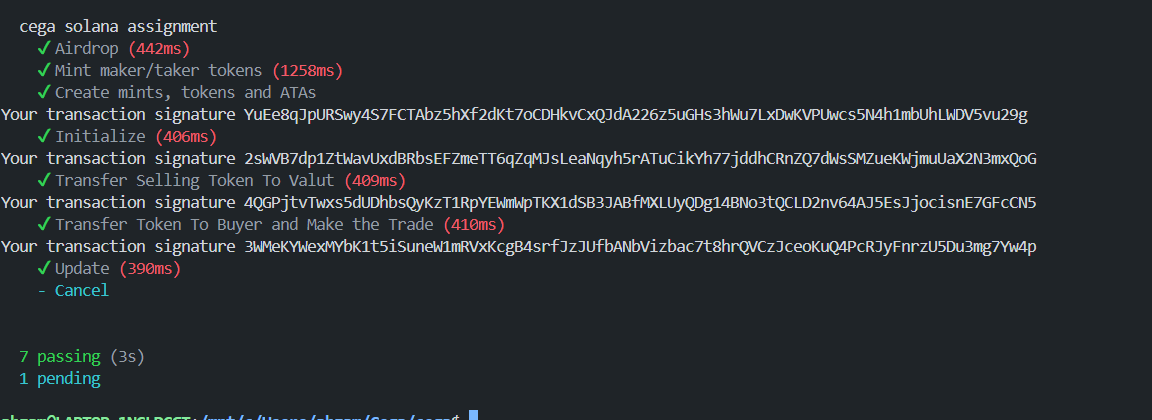 cega solana assignment
✓ Airdrop (442ms)
✓ Mint maker/taker tokens (1258ms)
✓ Create mints, tokens and ATAs
Your transaction signature YuEe8qJpURSwy4S7FCTAbz5hXf2dKt7oCDHkvCxQJdA226z5uGHs3hWu7LxDwKVPUwcs5N4h1mbUhLWDV5vu29g
✓ Initialize (406ms)
Your transaction signature 2sWVB7dp1ZtWavUxdBRbsEFZmeTT6qZqMJsLeaNqyh5rATuCikYh77jddhCRnZQ7dWsSMZueKWjmuUaX2N3mxQoG
✓ Transfer Selling Token To Valut (409ms)
Your transaction signature 4QGPjtvTwxs5dUDhbsQyKzT1RpYEWmWpTKX1dSB3JABfMXLUyQDg14BNo3tQCLD2nv64AJ5EsJjocisnE7GFcCN5
✓ Transfer Token To Buyer and Make the Trade (410ms)
Your transaction signature 3WMeKYWexMYbK1t5iSuneW1mRVxKcgB4srfJzJUfbANbVizbac7t8hrQVCzJceoKuQ4PcRJyFnrzU5Du3mg7Yw4p
✓ Update (390ms)
- Cancel
7 passing (3s)
1 pending